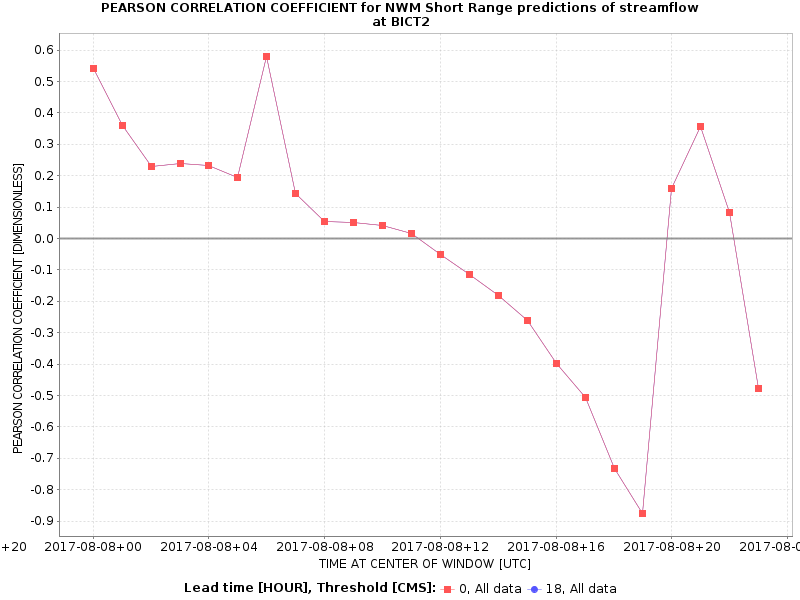 PEARSON CORRELATION COEFFICIENT for NWM Short Range predictions of streamflow
at BICT2
PEARSON CORRELATION COEFFICIENT [DIMENSIONLESS]
0.6
0.5
0.4
0.3
0.2
0.1
0.0
-0.1
-0.2
-0.3
-0.4
-0.5
-0.6
-0.7
-0.8
-0.9
+20 2017-08-08+00 2017-08-08+04 2017-08-08+08 2017-08-08+12 2017-08-08+16 2017-08-08+20 2017-08-0
TIME AT CENTER OF WINDOW [UTC]
Lead time [HOUR], Threshold [CMS]: 0, All data 18, All data